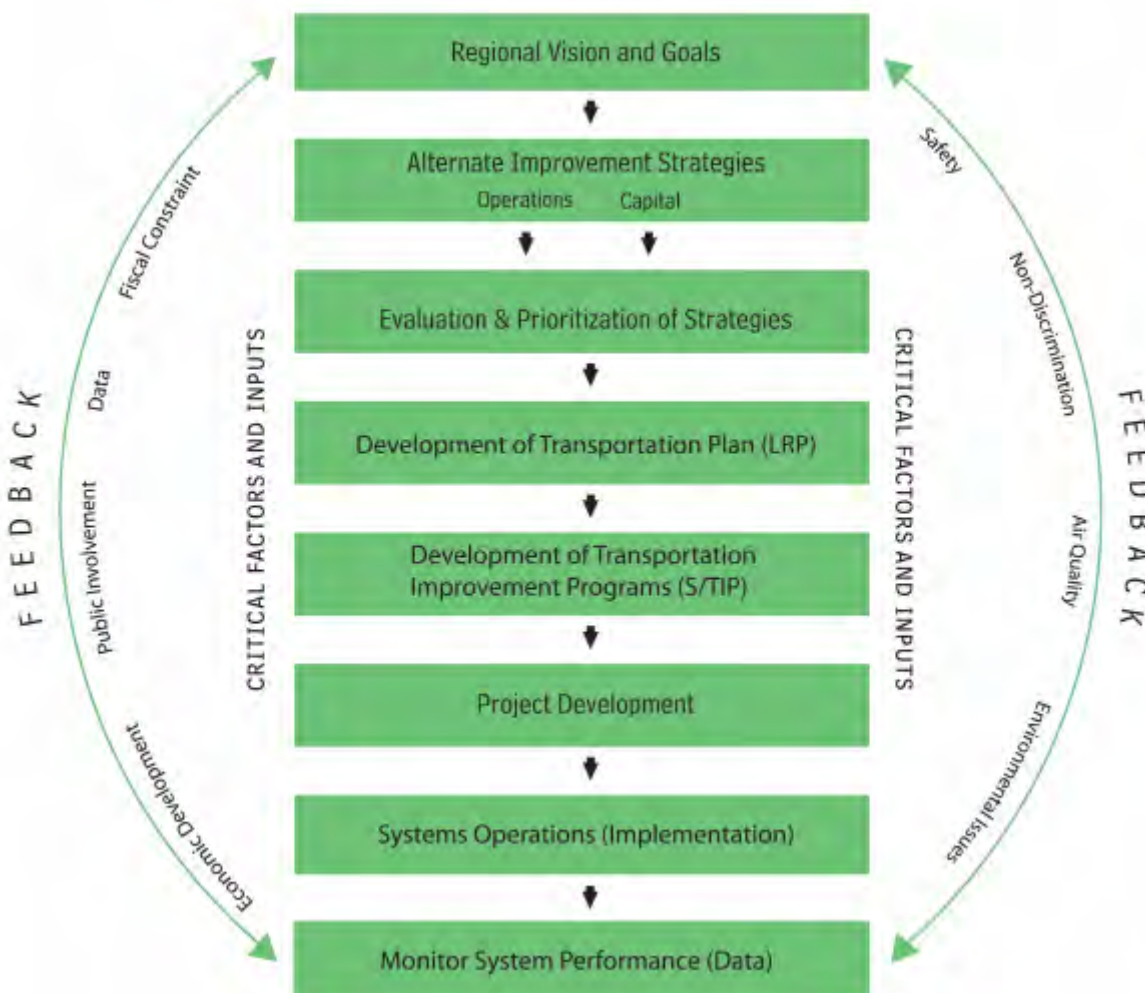 Regional Vision and Goals
Alternate Improvement Strategies
Operations Capital
Evaluation & Prioritization of Strategies
Development of Transportation Plan (LRP)
Development of Transportation
Improvement Programs (S/TIP)
Project Development
Systems Operations (Implementation)
Monitor System Performance (Data)
FEEDBACK
Fiscal Constraint
Data
Public Involvement
Economic Development
CRITICAL FACTORS AND INPUTS
CRITICAL FACTORS AND INPUTS
Safety
Non-Discrimination
Air Quality
Environmental Issues
FEEDBACK